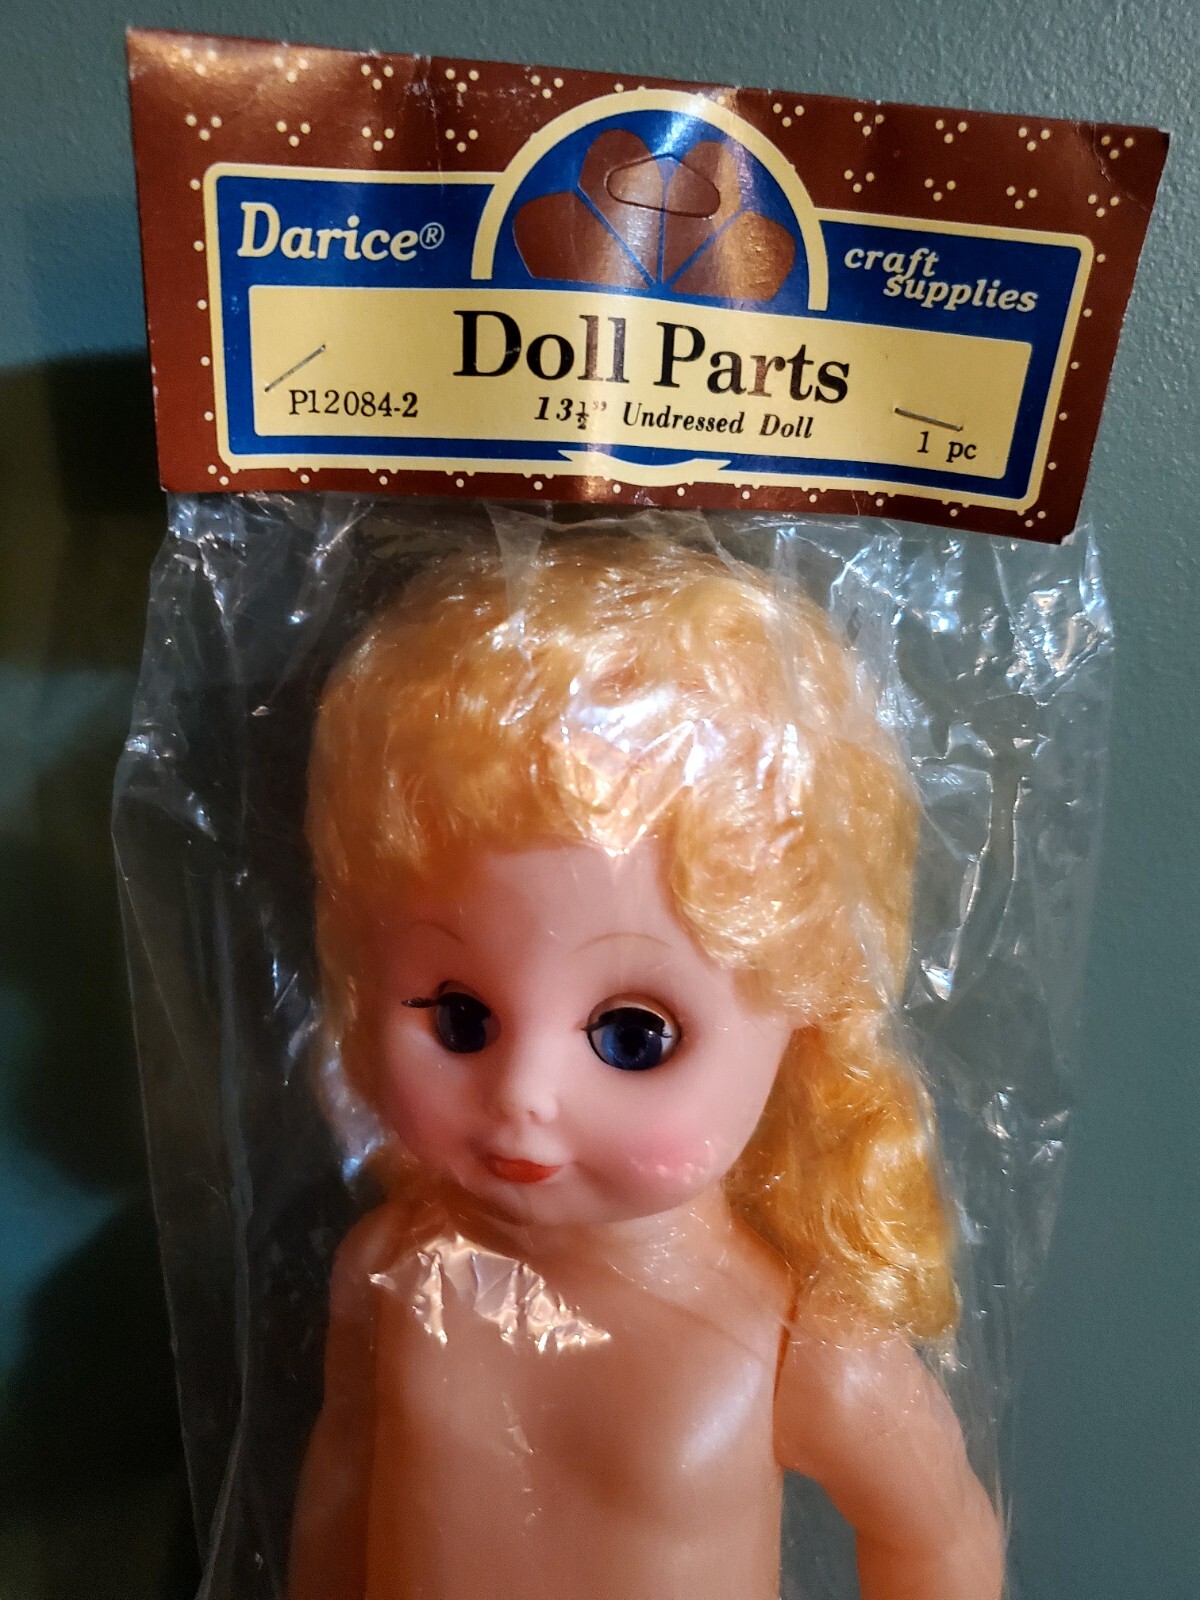 Darice®
craft
supplies
Doll Parts
P12084-2
13½" Undressed Doll
1 pc